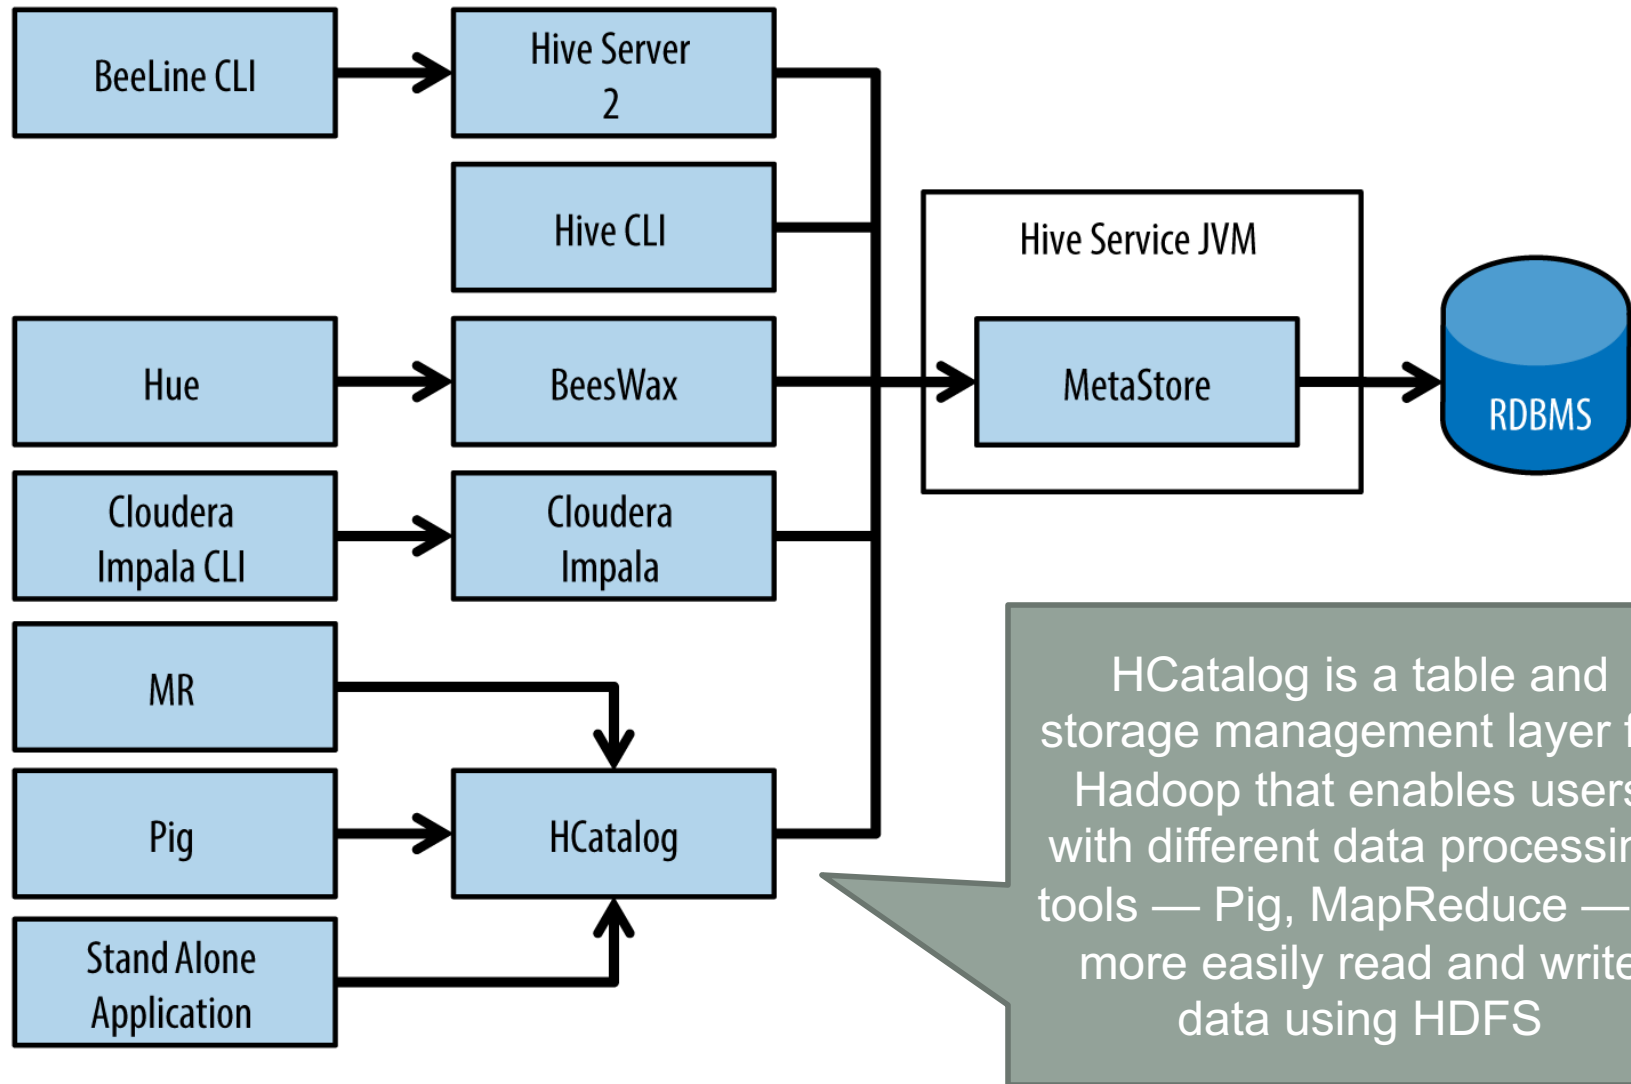 BeeLine CLI
Hive Server
2
Hive CLI
Hive Service JVM
Hue
BeesWax
MetaStore
RDBMS
Cloudera
Impala CLI
Cloudera
Impala
MR
Pig
HCatalog
Stand Alone
Application
HCatalog is a table and
storage management layer
Hadoop that enables users
with different data
tools — Pig, MapReduce —
more easily read and write
data using HDFS